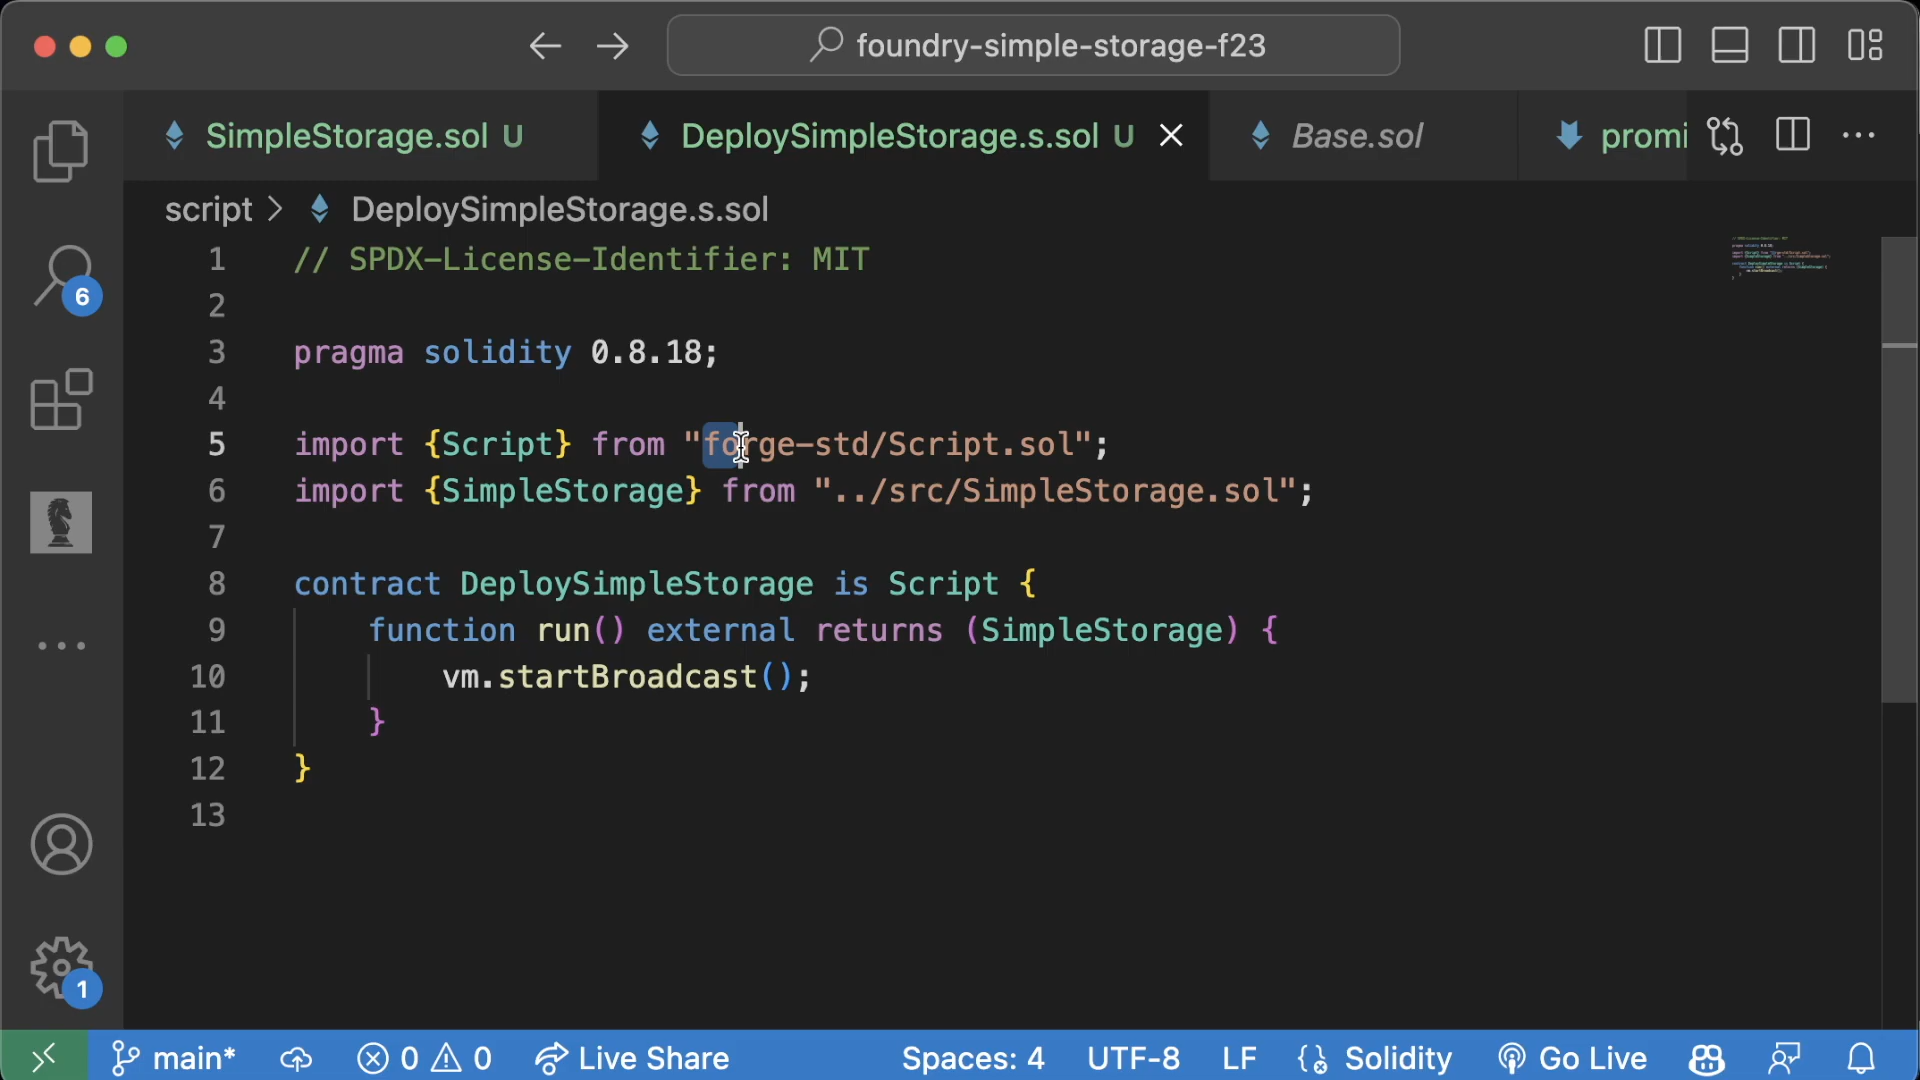 foundry-simple-storage-f23
SimpleStorage.sol U
DeploySimpleStorage.s.sol U
Base.sol
promi
script > DeploySimpleStorage.s.sol
1 // SPDX-License-Identifier: MIT
2
3 pragma solidity 0.8.18;
4
5 import {Script} from "forge-std/Script.sol";
6 import {SimpleStorage} from "../src/SimpleStorage.sol";
7
8 contract DeploySimpleStorage is Script {
9 function run() external returns (SimpleStorage) {
10 vm.startBroadcast();
11 }
12 }
13
6
1
main* 0 0 Live Share Spaces: 4 UTF-8 LF Solidity Go Live